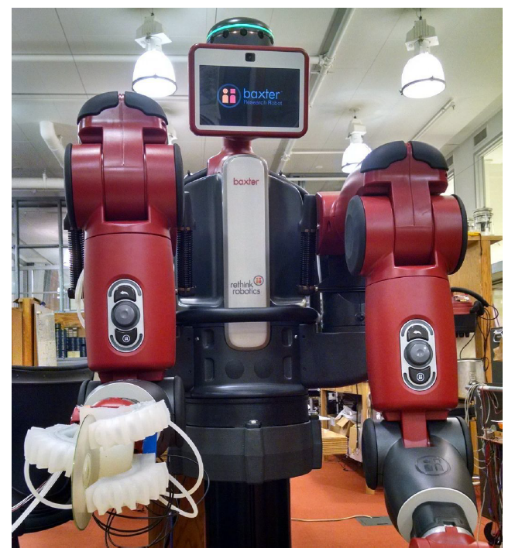 baxter
Research Robot
baxter
rethink
robotics